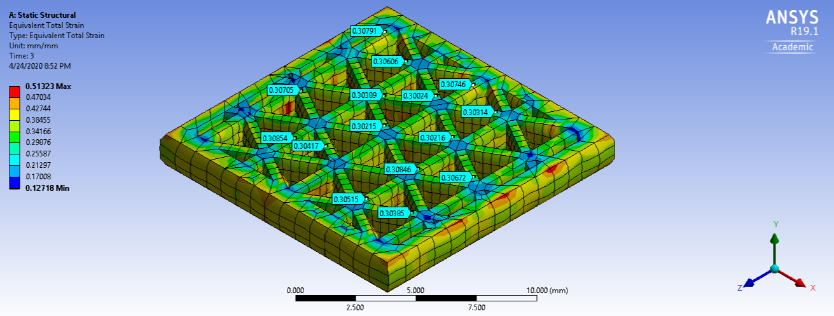 A: Static Structural
Equivalent Total Strain
Type: Equivalent Total Strain
Unit: mm/mm
Time: 3
4/24/2020 8:52 PM
0.51323 Max
0.47034
0.42744
0.38455
0.34166
0.29876
0.25587
0.21297
0.17008
0.12718 Min
ANSYS
R19.1
Academic
0.30791
0.30606
0.30746
0.30705
0.30389
0.30024
0.30314
0.30215
0.30854
0.30216
0.30417
0.30846
0.30672
0.30515
0.30385
0.000
5.000
10.000 (mm)
2.500
7.500
Y
Z
X